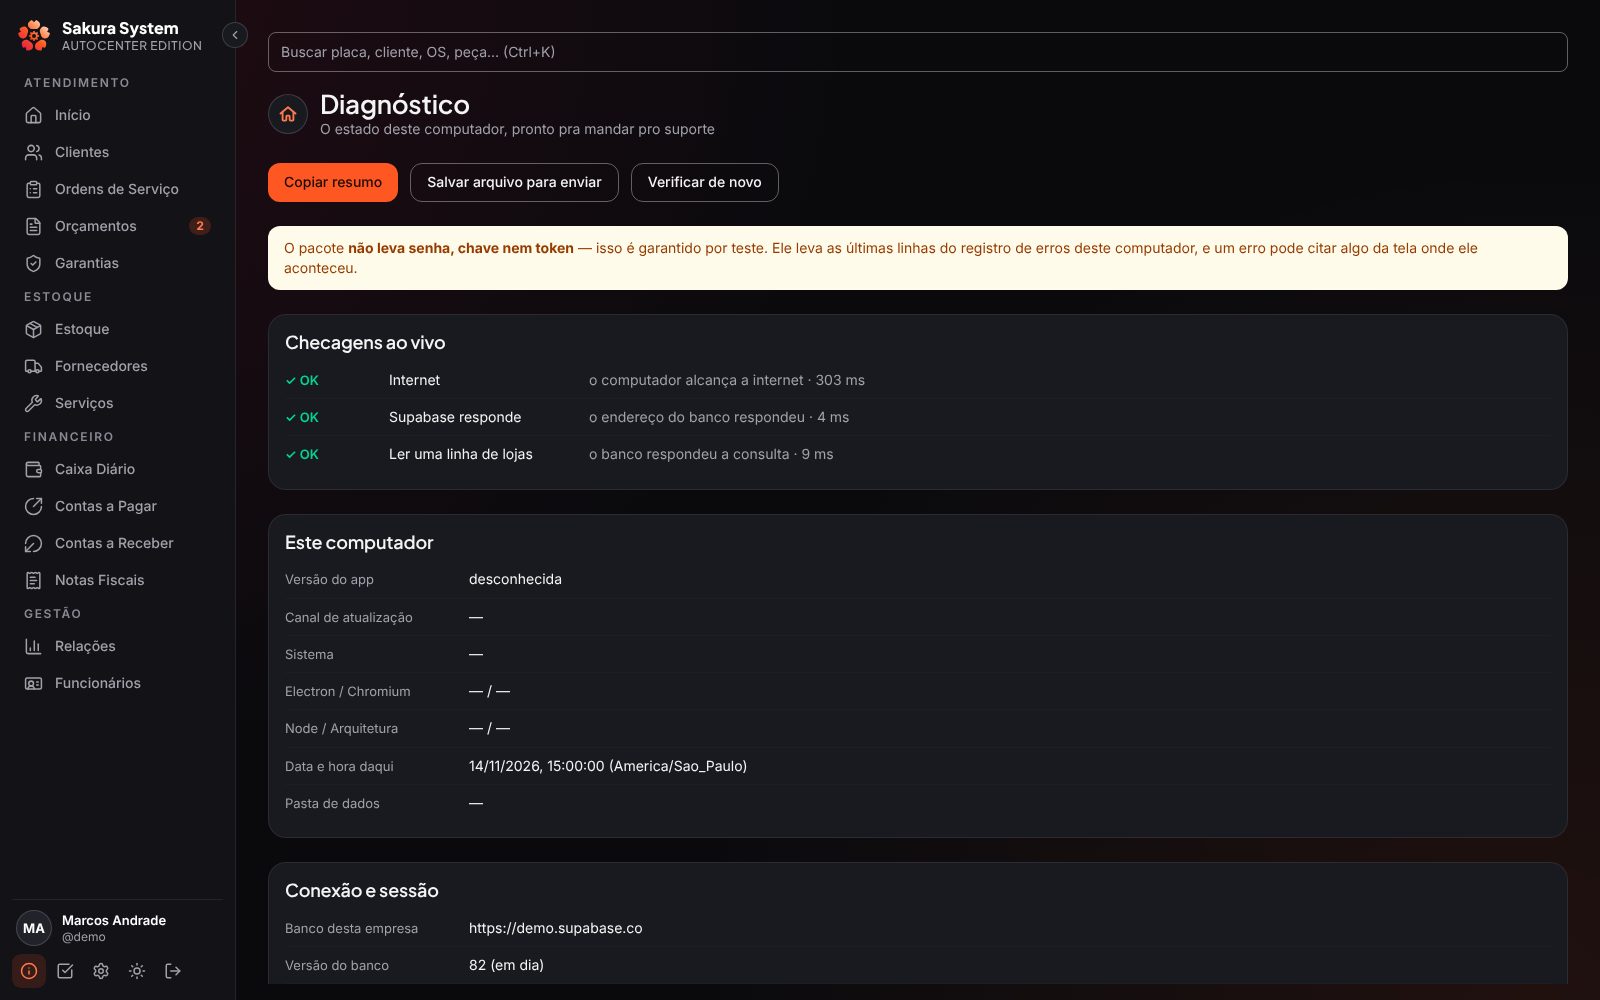 Sakura System
AUTOCENTER EDITION
ATENDIMENTO
Início
Clientes
Ordens de Serviço
Orçamentos 2
Garantias
ESTOQUE
Estoque
Fornecedores
Serviços
FINANCEIRO
Caixa Diário
Contas a Pagar
Contas a Receber
Notas Fiscais
GESTÃO
Relações
Funcionários
MA
Marcos Andrade
@demo
Buscar placa, cliente, OS, peça... (Ctrl+K)
Diagnóstico
O estado deste computador, pronto pra mandar pro suporte
Copiar resumo Salvar arquivo para enviar Verificar de novo
O pacote não leva senha, chave nem token — isso é garantido por teste. Ele leva as últimas linhas do registro de erros deste computador, e um erro pode citar algo da tela onde ele
aconteceu.
Checagens ao vivo
✓ OK Internet o computador alcança a internet · 303 ms
✓ OK Supabase responde o endereço do banco respondeu · 4 ms
✓ OK Ler uma linha de lojas o banco respondeu a consulta · 9 ms
Este computador
Versão do app desconhecida
Canal de atualização —
Sistema —
Electron / Chromium — / —
Node / Arquitetura — / —
Data e hora daqui 14/11/2026, 15:00:00 (America/Sao_Paulo)
Pasta de dados —
Conexão e sessão
Banco desta empresa https://demo.supabase.co
Versão do banco 82 (em dia)